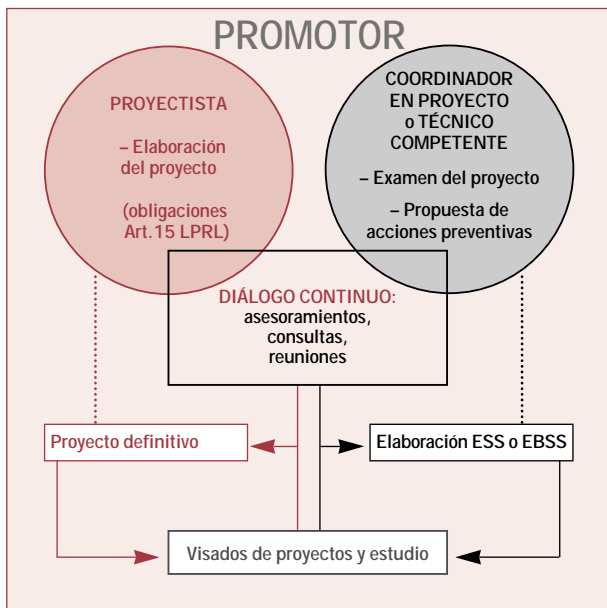 PROMOTOR
PROYECTISTA
– Elaboración
del proyecto
(obligaciones
Art.15 LPRL)
COORDINADOR
EN PROYECTO
o TÉCNICO
COMPETENTE
– Examen del proyecto
– Propuesta de
acciones preventivas
DIÁLOGO CONTINUO:
asesoramientos,
consultas,
reuniones
Proyecto definitivo
Elaboración ESS o EBSS
Visados de proyectos y estudio